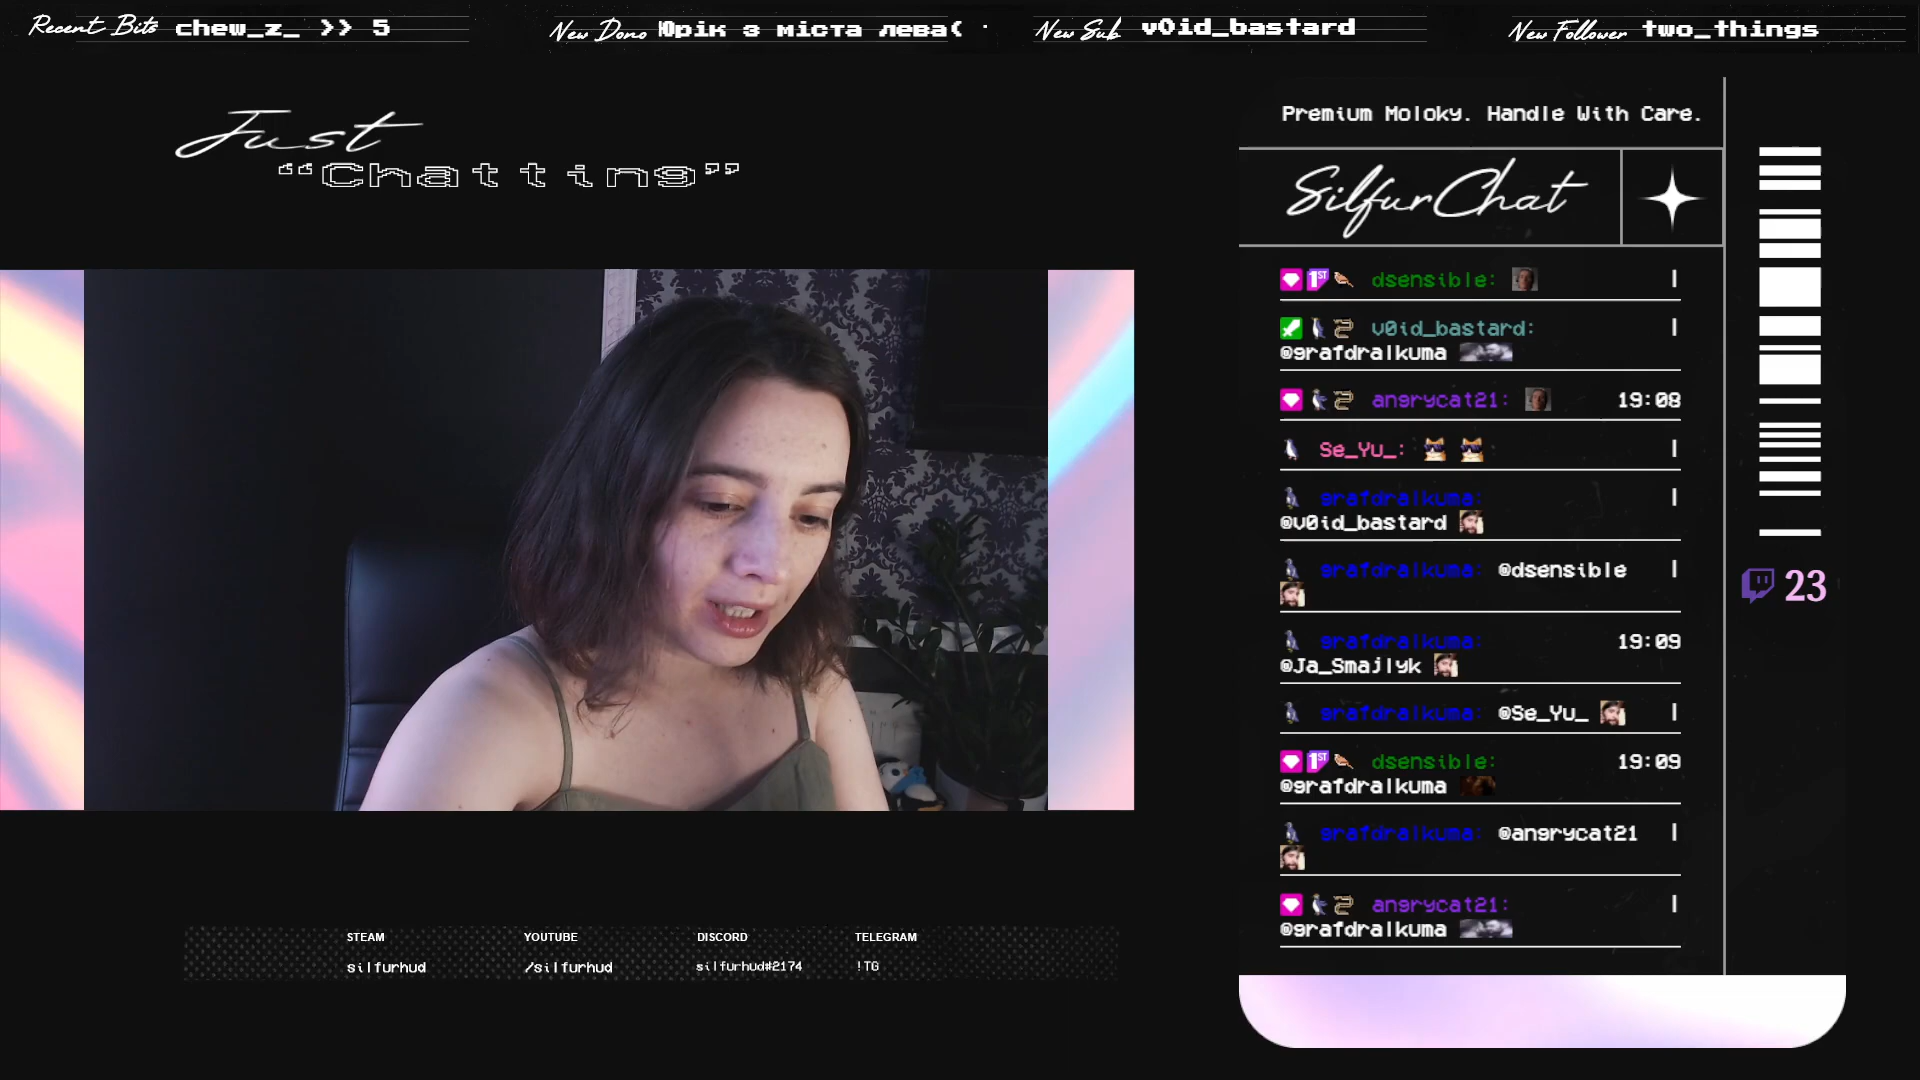 Recent Bits chew_z_ >> 5
New Dono Юрік з міста лева(
New Sub v0id_bastard
New Follower two_things
Just
“Chatting”
Premium Moloky. Handle With Care.
SilfurChat
1ST dsensible:
v0id_bastard:
@grafdralkuma
angrycat21: 19:08
Se_Yu_:
grafdralkuma:
@v0id_bastard
grafdralkuma: @dsensible
grafdralkuma: 19:09
@Ja_Smajlyk
grafdralkuma: @Se_Yu_
1ST dsensible: 19:09
@grafdralkuma
grafdralkuma: @angrycat21
angrycat21:
@grafdralkuma
23
STEAM
silfurhud
YOUTUBE
/silfurhud
DISCORD
silfurhud#2174
TELEGRAM
!TG